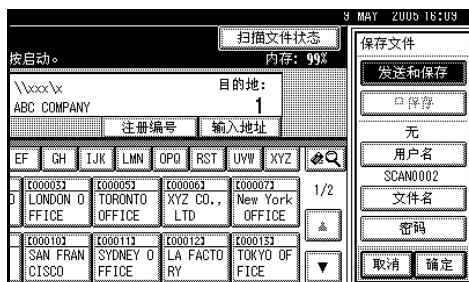 9 MAY 2005 16:09
扫描文件状态
按启动。
内存: 99%
\\xxx\x
ABC COMPANY
目的地:
1
注册编号
输入地址
EF
GH
IJK
LMN
OPQ
RST
UVW
XYZ
[00003]
LONDON O
FFICE
[00005]
TORONTO
OFFICE
[00006]
XYZ CO.,
LTD
[00007]
New York
OFFICE
1/2
[00010]
SAN FRAN
CISCO
[00011]
SYDNEY O
FFICE
[00012]
LA FACTO
RY
[00013]
TOKYO OF
FICE
保存文件
发送和保存
只保存
无
用户名
SCAN0002
文件名
密码
取消
确定